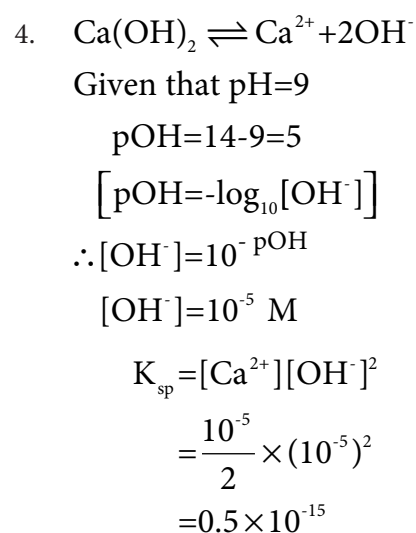 4. Ca(OH)₂ ⇌ Ca²⁺+2OH⁻
Given that pH=9
pOH=14-9=5
[pOH=-log₁₀[OH⁻]]
∴[OH⁻]=10⁻ ᵖᴼᴴ
[OH⁻]=10⁻⁵ M
Kₛₚ=[Ca²⁺][OH⁻]²
=10⁻⁵/2×(10⁻⁵)²
=0.5×10⁻¹⁵